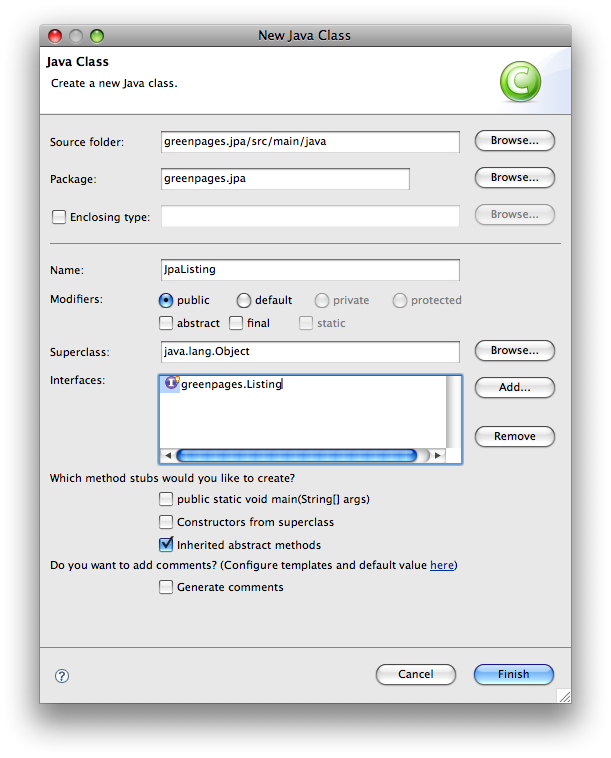 New Java Class
Java Class
Create a new Java class.
C
Source folder: greenpages.jpa/src/main/java Browse...
Package: greenpages.jpa Browse...
Enclosing type: Browse...
Name: JpaListing
Modifiers: public default private protected
abstract final static
Superclass: java.lang.Object Browse...
Interfaces: I greenpages.Listing Add...
Remove
Which method stubs would you like to create?
public static void main(String[] args)
Constructors from superclass
Inherited abstract methods
Do you want to add comments? (Configure templates and default value here)
Generate comments
? Cancel Finish